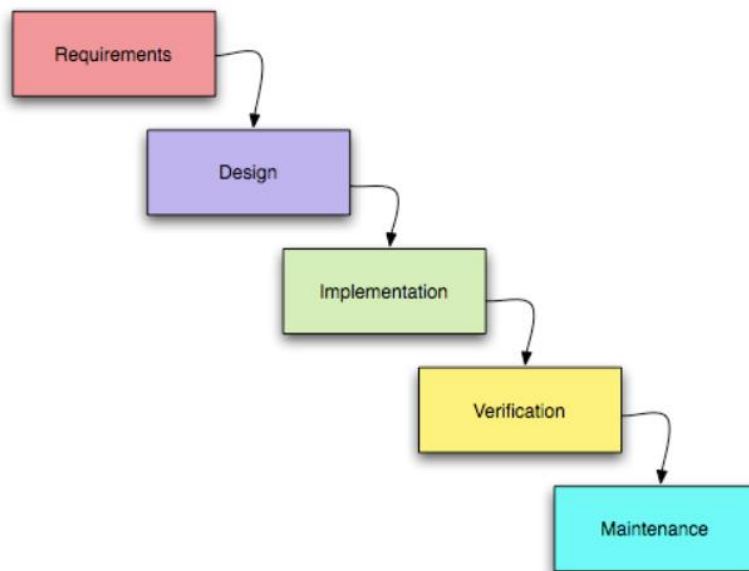 Requirements
Design
Implementation
Verification
Maintenance